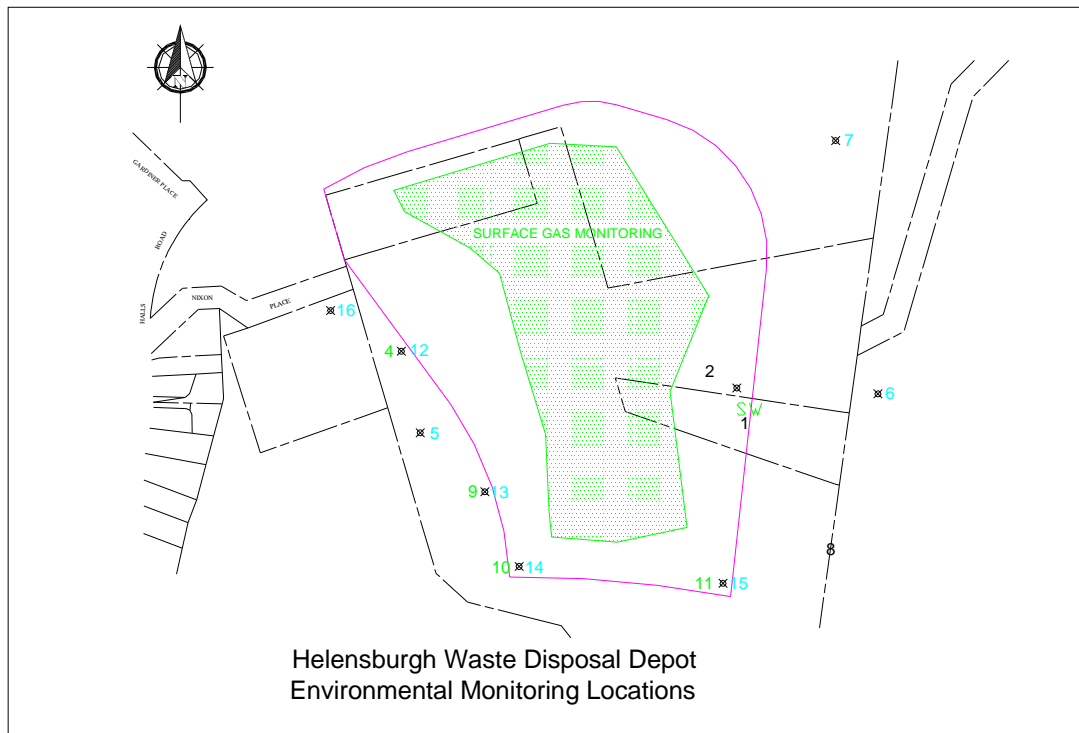 GARDINER PLACE
ROAD
HALLS
NIXON
PLACE
SURFACE GAS MONITORING
7
16
4 12
2
6
SW
1
5
9 13
8
10 14
11 15
Helensburgh Waste Disposal Depot
Environmental Monitoring Locations